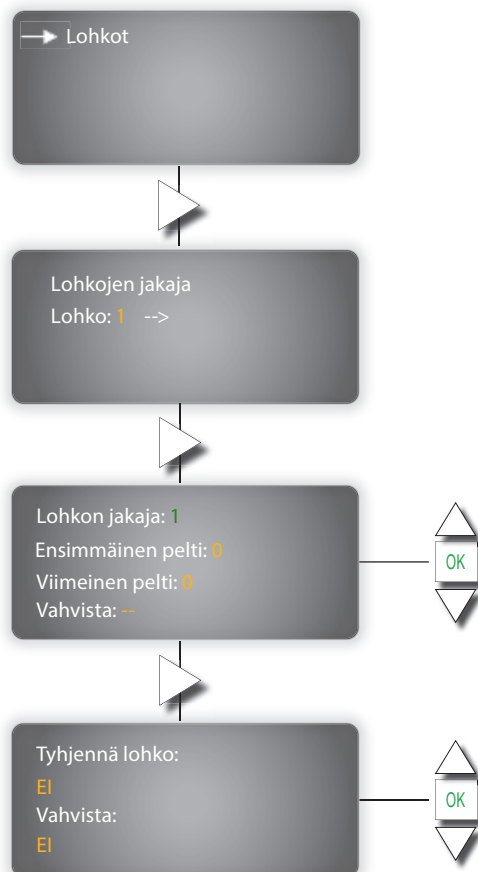 Lohkot
Lohkojen jakaja
Lohko: 1 -->
Lohkon jakaja: 1
Ensimmäinen pelti: 0
Viimeinen pelti: 0
Vahvista: --
OK
Tyhjennä lohko:
EI
Vahvista:
EI
OK